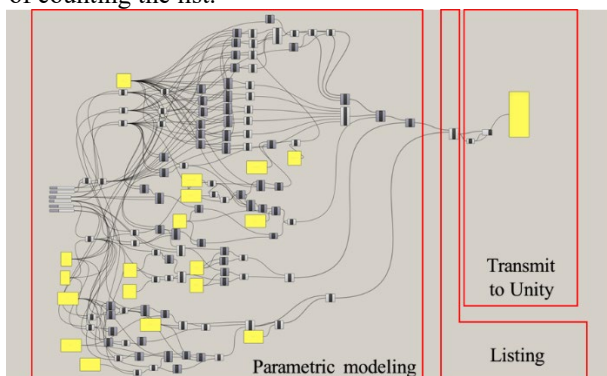 of counting the list.
Transmit
to Unity
Parametric modeling
Listing